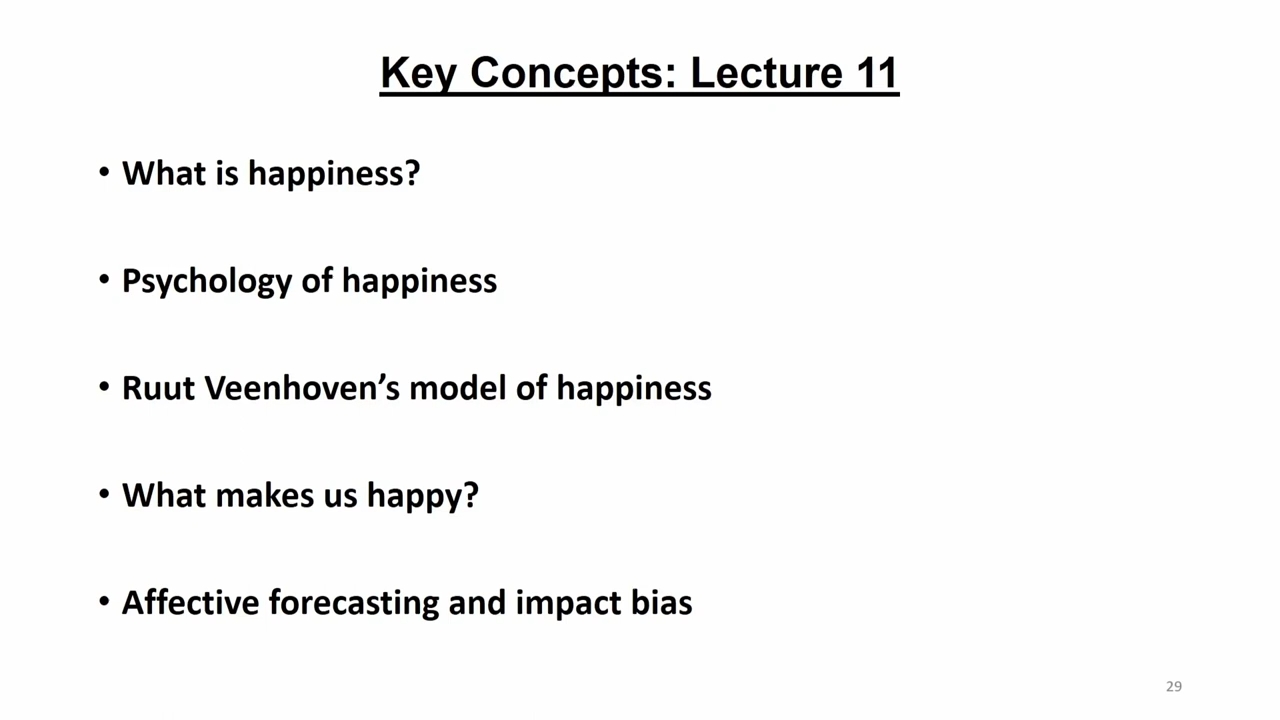 Key Concepts: Lecture 11
• What is happiness?
• Psychology of happiness
• Ruut Veenhoven’s model of happiness
• What makes us happy?
• Affective forecasting and impact bias
29